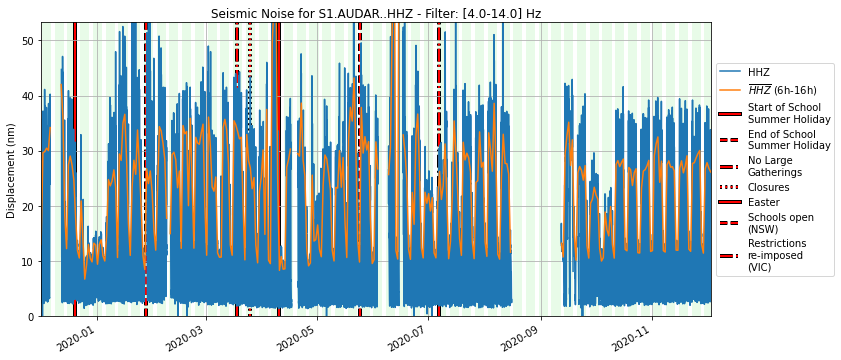 Seismic Noise for S1.AUDAR..HHZ - Filter: [4.0-14.0] Hz
Displacement (nm)
50
40
30
20
10
0
2020-01
2020-03
2020-05
2020-07
2020-09
2020-11
HHZ
HHZ (6h-16h)
Start of School
Summer Holiday
End of School
Summer Holiday
No Large
Gatherings
Closures
Easter
Schools open
(NSW)
Restrictions
re-imposed
(VIC)